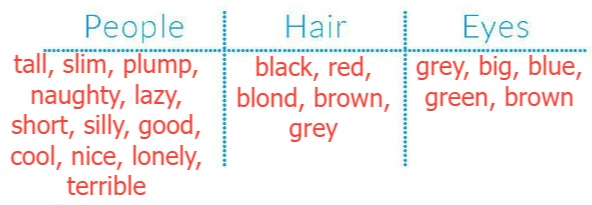 People
Hair
Eyes
tall, slim, plump,
naughty, lazy,
short, silly, good,
cool, nice, lonely,
terrible
black, red,
blond, brown,
grey
grey, big, blue,
green, brown